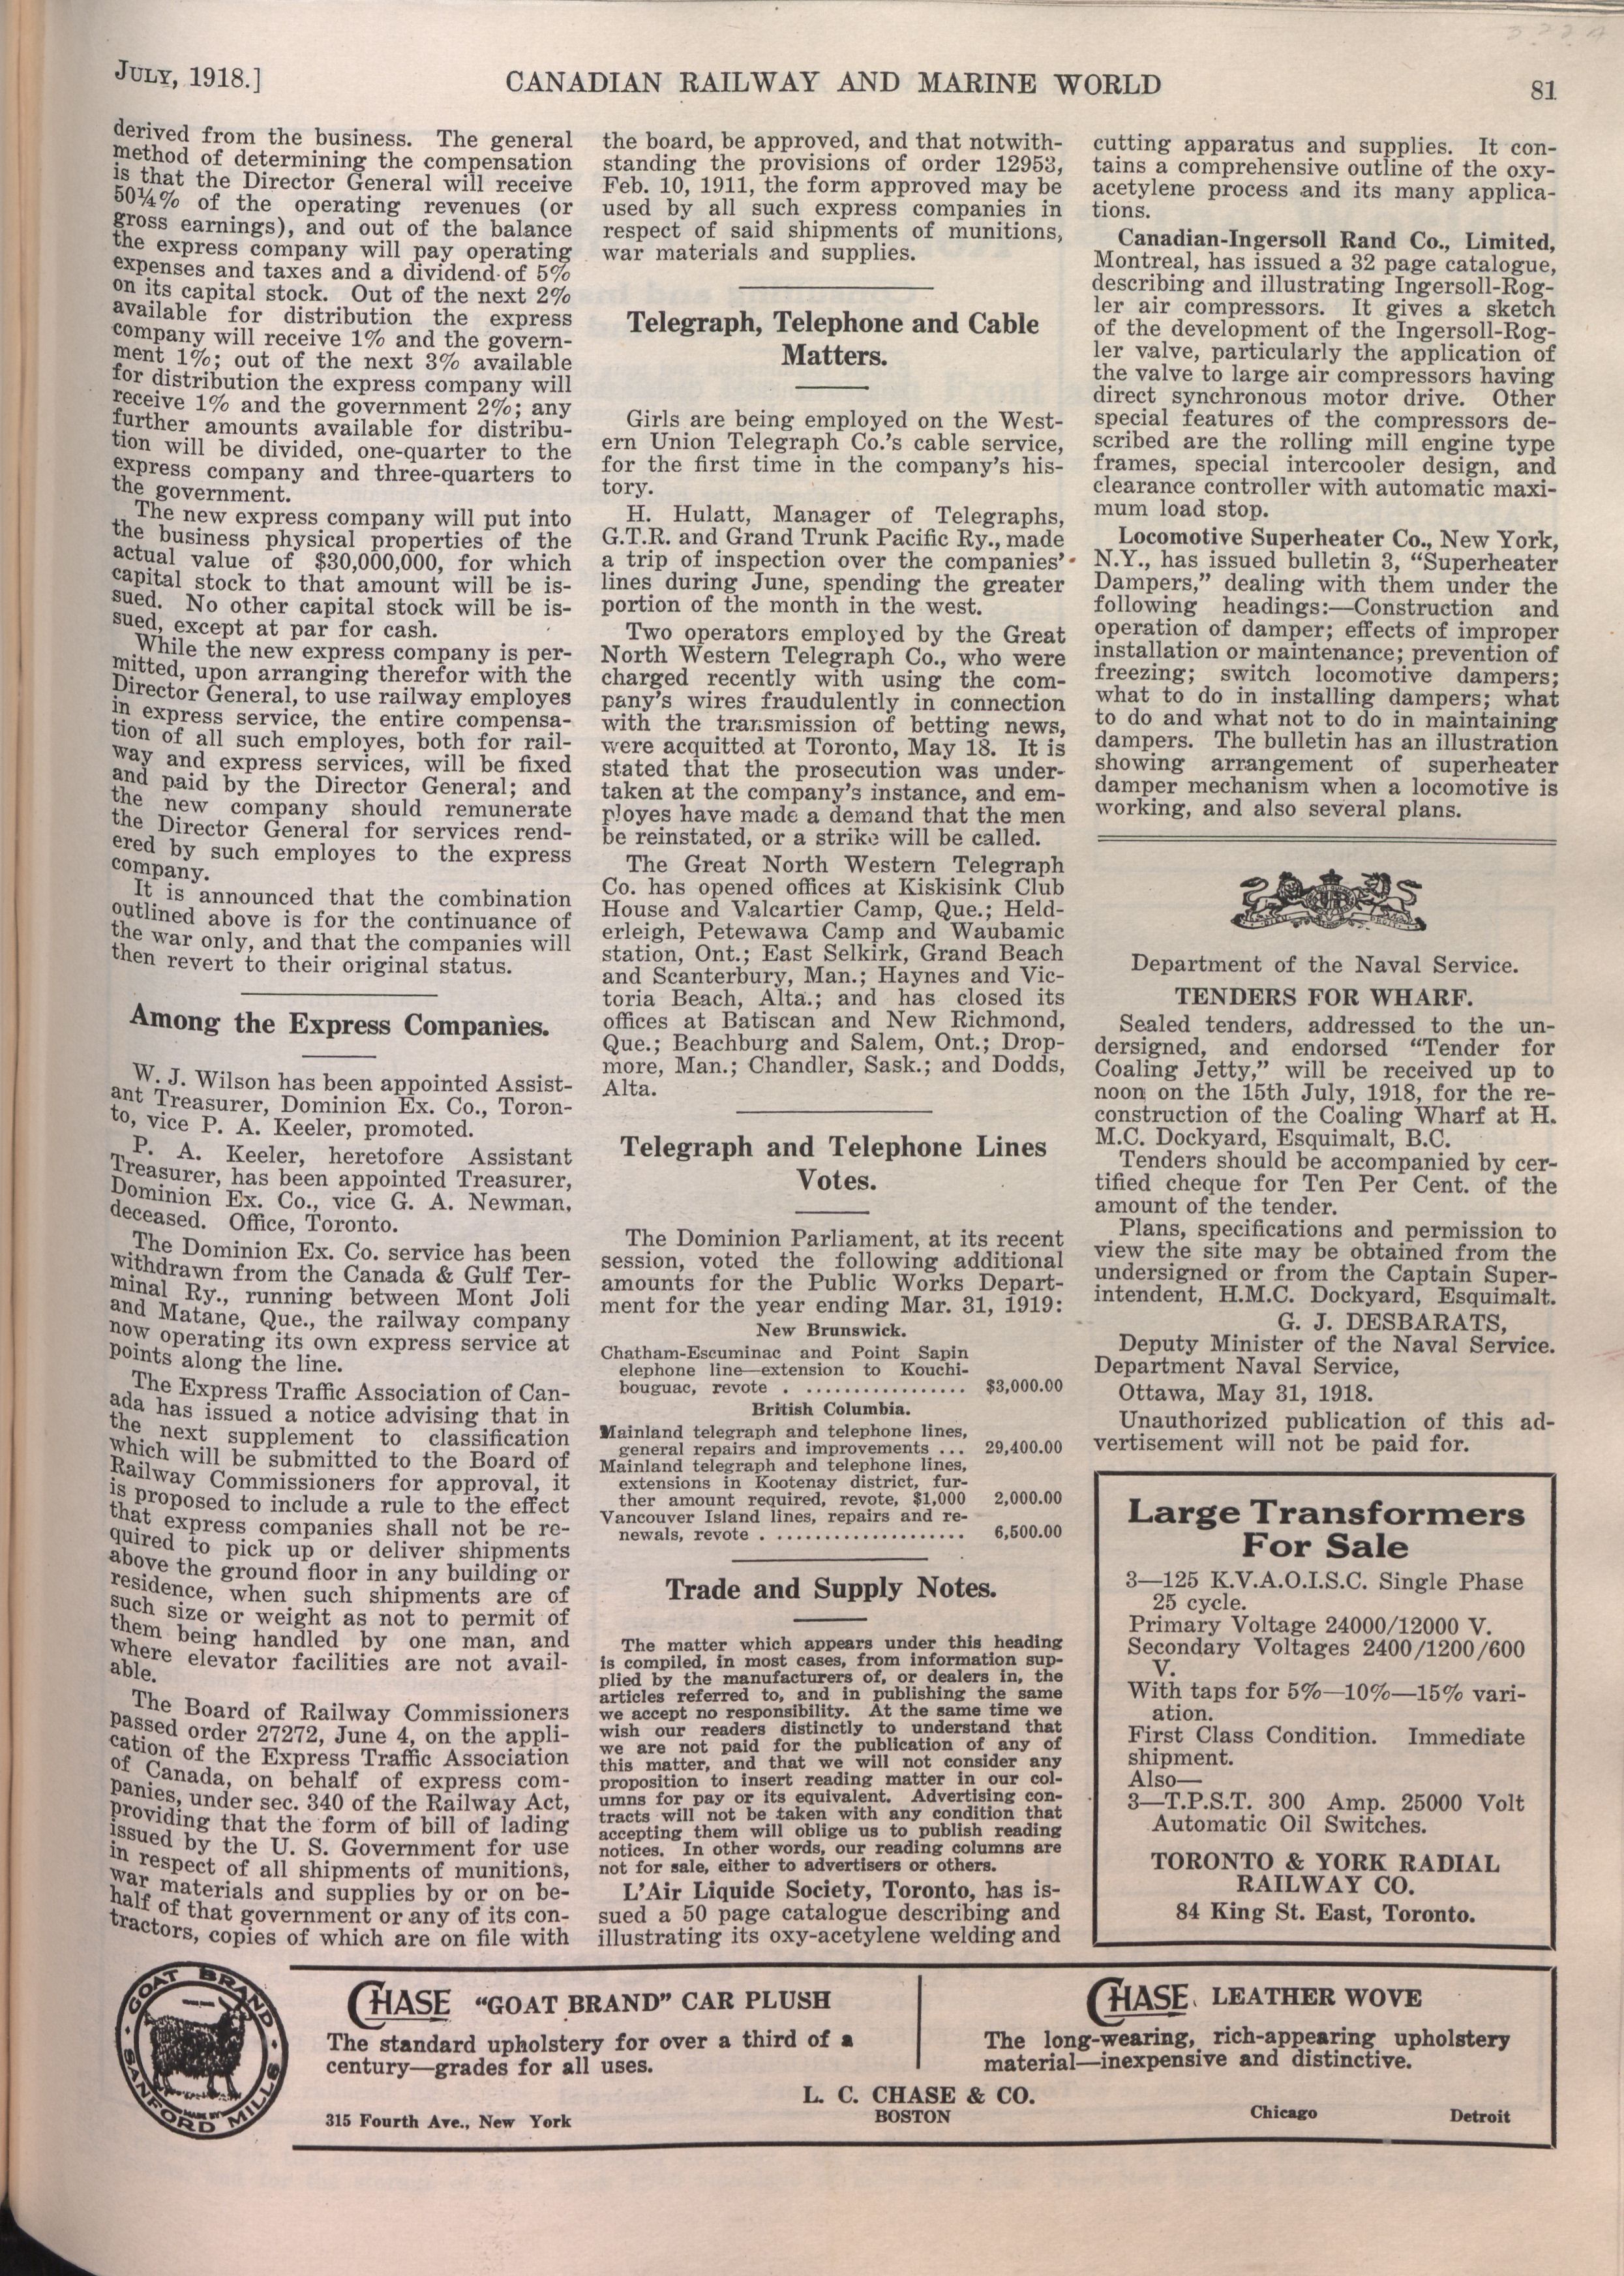 JULY, 1918.]
CANADIAN RAILWAY AND MARINE WORLD
81
derived from the business. The general
method of determining the compensation
is that the Director General will receive
50¼% of the operating revenues (or
gross earnings), and out of the balance
the express company will pay operating
expenses and taxes and a dividend of 5%
on its capital stock. Out of the next 2%
available for distribution the express
company will receive 1% and the govern-
ment 1%; out of the next 3% available
for distribution the express company will
receive 1% and the government 2%; any
further amounts available for distribu-
tion will be divided, one-quarter to the
express company and three-quarters to
the government.
The new express company will put into
the business physical properties of the
actual value of $30,000,000, for which
capital stock to that amount will be is-
sued. No other capital stock will be is-
sued, except at par for cash.
While the new express company is per-
mitted, upon arranging therefor with the
Director General, to use railway employes
in express service, the entire compensa-
tion of all such employes, both for rail-
way and express services, will be fixed
and paid by the Director General; and
the new company should remunerate
the Director General for services rend-
ered by such employes to the express
company.
It is announced that the combination
outlined above is for the continuance of
the war only, and that the companies will
then revert to their original status.
Among the Express Companies.
W. J. Wilson has been appointed Assist-
ant Treasurer, Dominion Ex. Co., Toron-
to, vice P. A. Keeler, promoted.
P. A. Keeler, heretofore Assistant
Treasurer, has been appointed Treasurer,
Dominion Ex. Co., vice G. A. Newman,
deceased. Office, Toronto.
The Dominion Ex. Co. service has been
withdrawn from the Canada & Gulf Ter-
minal Ry., running between Mont Joli
and Matane, Que., the railway company
now operating its own express service at
points along the line.
The Express Traffic Association of Can-
ada has issued a notice advising that in
the next supplement to classification
which will be submitted to the Board of
Railway Commissioners for approval, it
is proposed to include a rule to the effect
that express companies shall not be re-
quired to pick up or deliver shipments
above the ground floor in any building or
residence, when such shipments are of
such size or weight as not to permit of
them being handled by one man, and
where elevator facilities are not avail-
able.
The Board of Railway Commissioners
passed order 27272, June 4, on the appli-
cation of the Express Traffic Association
of Canada, on behalf of express com-
panies, under sec. 340 of the Railway Act,
providing that the form of bill of lading
issued by the U. S. Government for use
in respect of all shipments of munitions,
war materials and supplies by or on be-
half of that government or any of its con-
tractors, copies of which are on file with
the board, be approved, and that notwith-
standing the provisions of order 12953,
Feb. 10, 1911, the form approved may be
used by all such express companies in
respect of said shipments of munitions,
war materials and supplies.
Telegraph, Telephone and Cable
Matters.
Girls are being employed on the West-
ern Union Telegraph Co.'s cable service,
for the first time in the company's his-
tory.
H. Hulatt, Manager of Telegraphs,
G.T.R. and Grand Trunk Pacific Ry., made
a trip of inspection over the companies'
lines during June, spending the greater
portion of the month in the west.
Two operators employed by the Great
North Western Telegraph Co., who were
charged recently with using the com-
pany's wires fraudulently in connection
with the transmission of betting news,
were acquitted at Toronto, May 18. It is
stated that the prosecution was under-
taken at the company's instance, and em-
ployes have made a demand that the men
be reinstated, or a strike will be called.
The Great North Western Telegraph
Co. has opened offices at Kiskisink Club
House and Valcartier Camp, Que.; Held-
erleigh, Petewawa Camp and Waubamic
station, Ont.; East Selkirk, Grand Beach
and Scanterbury, Man.; Haynes and Vic-
toria Beach, Alta.; and has closed its
offices at Batiscan and New Richmond,
Que.; Beachburg and Salem, Ont.; Drop-
more, Man.; Chandler, Sask.; and Dodds,
Alta.
Telegraph and Telephone Lines
Votes.
The Dominion Parliament, at its recent
session, voted the following additional
amounts for the Public Works Depart-
ment for the year ending Mar. 31, 1919:
New Brunswick.
Chatham-Escuminac and Point Sapin
elephone line—extension to Kouchi-
bouguac, revote . ................. $3,000.00
British Columbia.
Mainland telegraph and telephone lines,
general repairs and improvements ... 29,400.00
Mainland telegraph and telephone lines,
extensions in Kootenay district, fur-
ther amount required, revote, $1,000 2,000.00
Vancouver Island lines, repairs and re-
newals, revote . .................... 6,500.00
Trade and Supply Notes.
The matter which appears under this heading
is compiled, in most cases, from information sup-
plied by the manufacturers of, or dealers in, the
articles referred to, and in publishing the same
we accept no responsibility. At the same time we
wish our readers distinctly to understand that
we are not paid for the publication of any of
this matter, and that we will not consider any
proposition to insert reading matter in our col-
umns for pay or its equivalent. Advertising con-
tracts will not be taken with any condition that
accepting them will oblige us to publish reading
notices. In other words, our reading columns are
not for sale, either to advertisers or others.
L'Air Liquide Society, Toronto, has is-
sued a 50 page catalogue describing and
illustrating its oxy-acetylene welding and
cutting apparatus and supplies. It con-
tains a comprehensive outline of the oxy-
acetylene process and its many applica-
tions.
Canadian-Ingersoll Rand Co., Limited,
Montreal, has issued a 32 page catalogue,
describing and illustrating Ingersoll-Rog-
ler air compressors. It gives a sketch
of the development of the Ingersoll-Rog-
ler valve, particularly the application of
the valve to large air compressors having
direct synchronous motor drive. Other
special features of the compressors de-
scribed are the rolling mill engine type
frames, special intercooler design, and
clearance controller with automatic maxi-
mum load stop.
Locomotive Superheater Co., New York,
N.Y., has issued bulletin 3, "Superheater
Dampers," dealing with them under the
following headings:—Construction and
operation of damper; effects of improper
installation or maintenance; prevention of
freezing; switch locomotive dampers;
what to do in installing dampers; what
to do and what not to do in maintaining
dampers. The bulletin has an illustration
showing arrangement of superheater
damper mechanism when a locomotive is
working, and also several plans.
Department of the Naval Service.
TENDERS FOR WHARF.
Sealed tenders, addressed to the un-
dersigned, and endorsed "Tender for
Coaling Jetty," will be received up to
noon on the 15th July, 1918, for the re-
construction of the Coaling Wharf at H.
M.C. Dockyard, Esquimalt, B.C.
Tenders should be accompanied by cer-
tified cheque for Ten Per Cent. of the
amount of the tender.
Plans, specifications and permission to
view the site may be obtained from the
undersigned or from the Captain Super-
intendent, H.M.C. Dockyard, Esquimalt.
G. J. DESBARATS,
Deputy Minister of the Naval Service.
Department Naval Service,
Ottawa, May 31, 1918.
Unauthorized publication of this ad-
vertisement will not be paid for.
Large Transformers
For Sale
3—125 K.V.A.O.I.S.C. Single Phase
25 cycle.
Primary Voltage 24000/12000 V.
Secondary Voltages 2400/1200/600
V.
With taps for 5%—10%—15% vari-
ation.
First Class Condition. Immediate
shipment.
Also—
3—T.P.S.T. 300 Amp. 25000 Volt
Automatic Oil Switches.
TORONTO & YORK RADIAL
RAILWAY CO.
84 King St. East, Toronto.
GOAT BRAND
MADE BY
SANFORD MILLS
CHASE "GOAT BRAND" CAR PLUSH
The standard upholstery for over a third of a
century—grades for all uses.
CHASE LEATHER WOVE
The long-wearing, rich-appearing upholstery
material—inexpensive and distinctive.
L. C. CHASE & CO.
315 Fourth Ave., New York
BOSTON
Chicago
Detroit